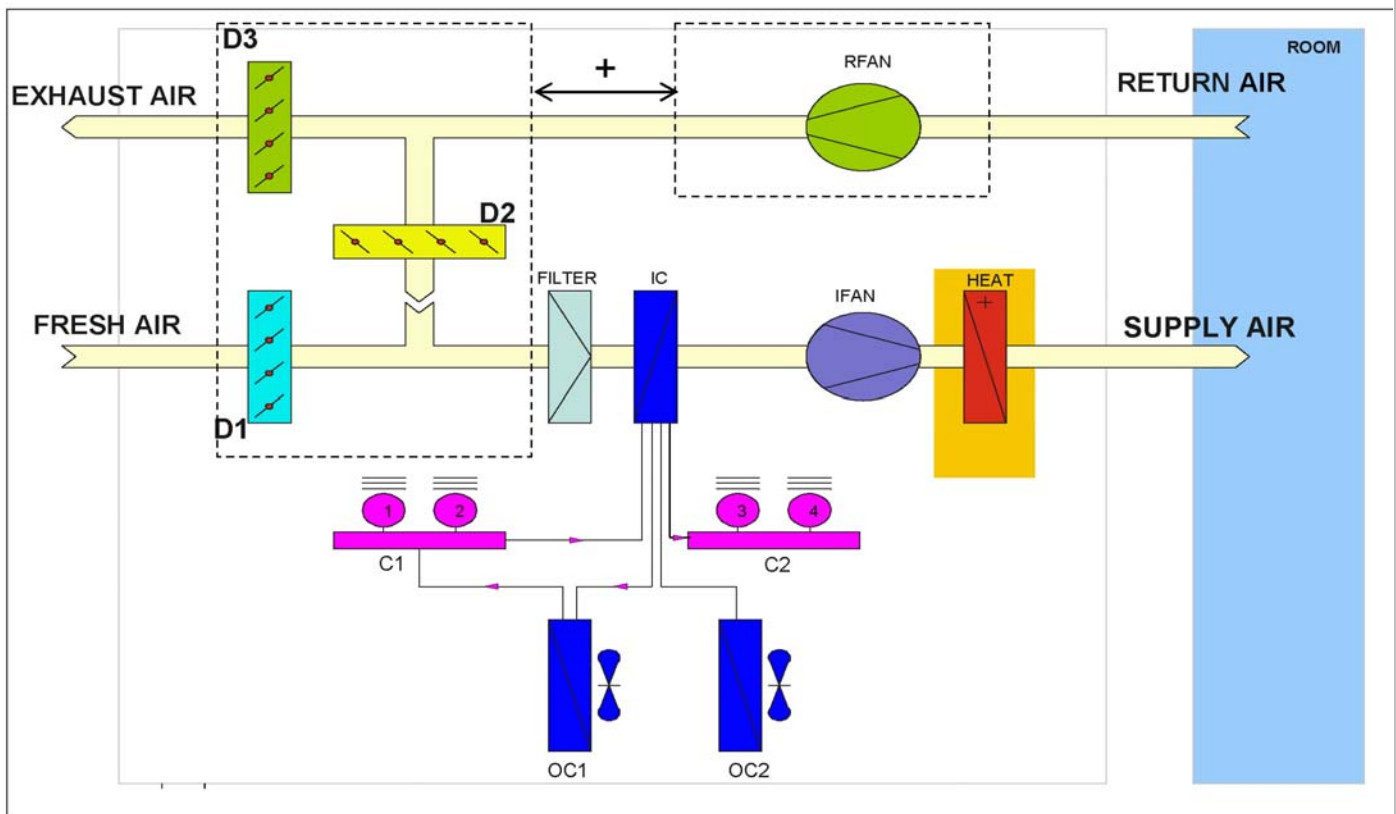 D3
ROOM
+
RFAN
EXHAUST AIR
RETURN AIR
D2
FILTER
IC
IFAN
HEAT
+
FRESH AIR
SUPPLY AIR
D1
1
2
3
4
C1
C2
OC1
OC2